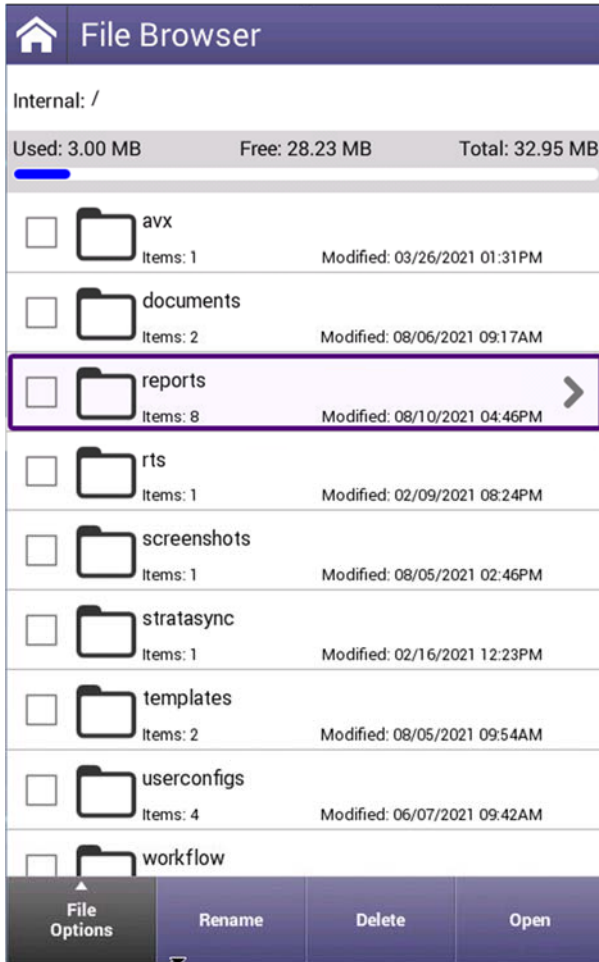 File Browser
Internal: /
Used: 3.00 MB Free: 28.23 MB Total: 32.95 MB
avx
Items: 1 Modified: 03/26/2021 01:31PM
documents
Items: 2 Modified: 08/06/2021 09:17AM
reports
Items: 8 Modified: 08/10/2021 04:46PM
rts
Items: 1 Modified: 02/09/2021 08:24PM
screenshots
Items: 1 Modified: 08/05/2021 02:46PM
stratasync
Items: 1 Modified: 02/16/2021 12:23PM
templates
Items: 2 Modified: 08/05/2021 09:54AM
userconfigs
Items: 4 Modified: 06/07/2021 09:42AM
workflow
File
Options Rename Delete Open